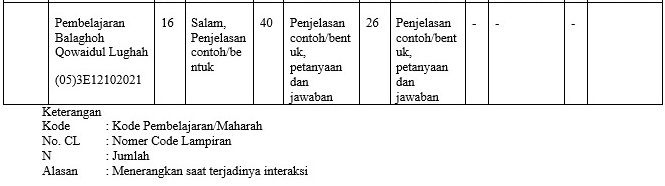 Pembelajaran 16 Salam, 40 Penjelasan 26 Penjelasan - - -
Balaghoh Penjelasan contoh/bent contoh/bent
Qowaidul Lughah contoh/be uk, uk,
ntuk petanyaan petanyaan
(05)3E12102021 dan dan
jawaban jawaban
Keterangan
Kode : Kode Pembelajaran/Maharah
No. CL : Nomer Code Lampiran
N : Jumlah
Alasan : Menerangkan saat terjadinya interaksi